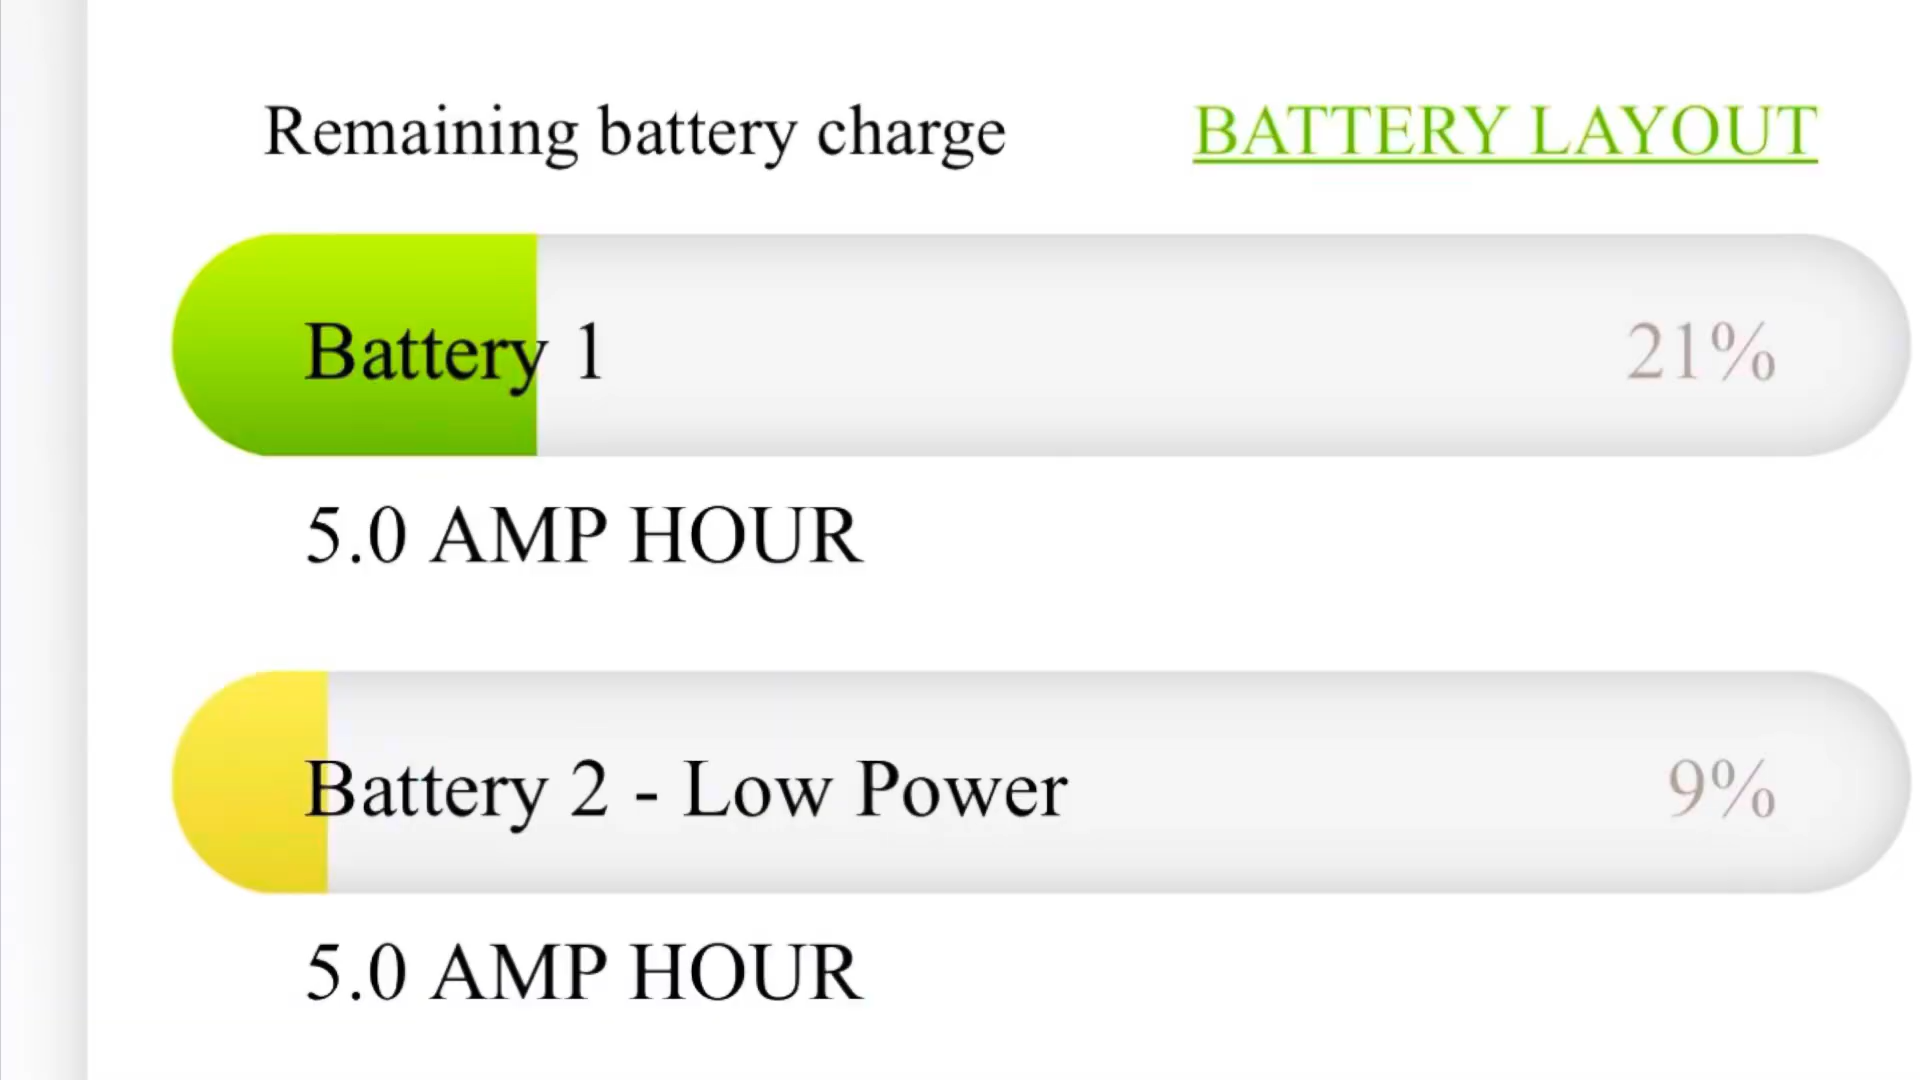 Remaining battery charge BATTERY LAYOUT
Battery 1 21%
5.0 AMP HOUR
Battery 2 - Low Power 9%
5.0 AMP HOUR